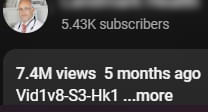 5.43K subscribers
7.4M views 5 months ago
Vid1v8-S3-Hk1 ...more